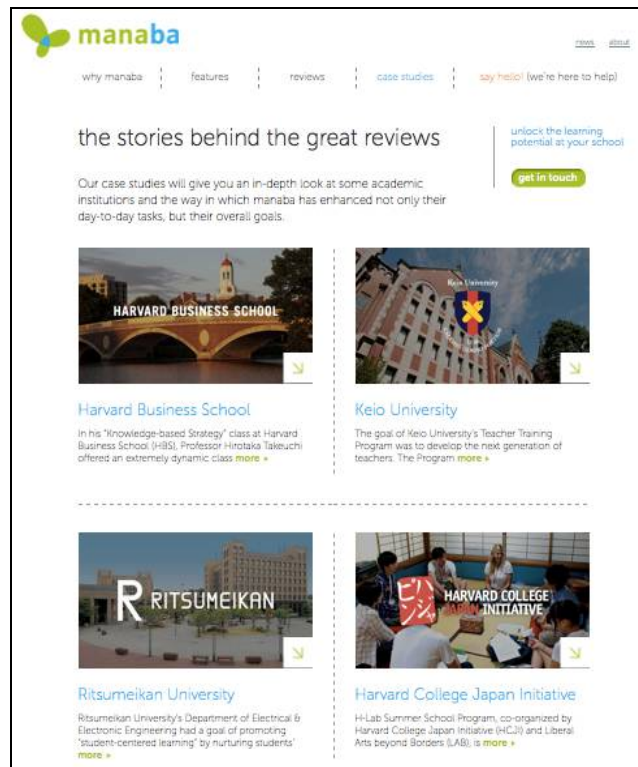 manaba
news about
why manaba features reviews case studies say hello! (we're here to help)
the stories behind the great reviews
unlock the learning
potential at your school
get in touch
Our case studies will give you an in-depth look at some academic
institutions and the way in which manaba has enhanced not only their
day-to-day tasks, but their overall goals.
HARVARD BUSINESS SCHOOL
Keio University
Harvard Business School
In his "Knowledge-based Strategy" class at Harvard
Business School (HBS), Professor Hirotaka Takeuchi
offered an extremely dynamic class more +
Keio University
The goal of Keio University's Teacher Training
Program was to develop the next generation of
teachers. The Program more +
R RITSUMEIKAN
ハンジ
HARVARD COLLEGE
JAPAN INITIATIVE
Ritsumeikan University
Ritsumeikan University's Department of Electrical &
Electronic Engineering had a goal of promoting
"student-centered learning" by nurturing students'
more +
Harvard College Japan Initiative
H-Lab Summer School Program, co-organized by
Harvard College Japan Initiative (HCJI) and Liberal
Arts beyond Borders (LAB), is more +